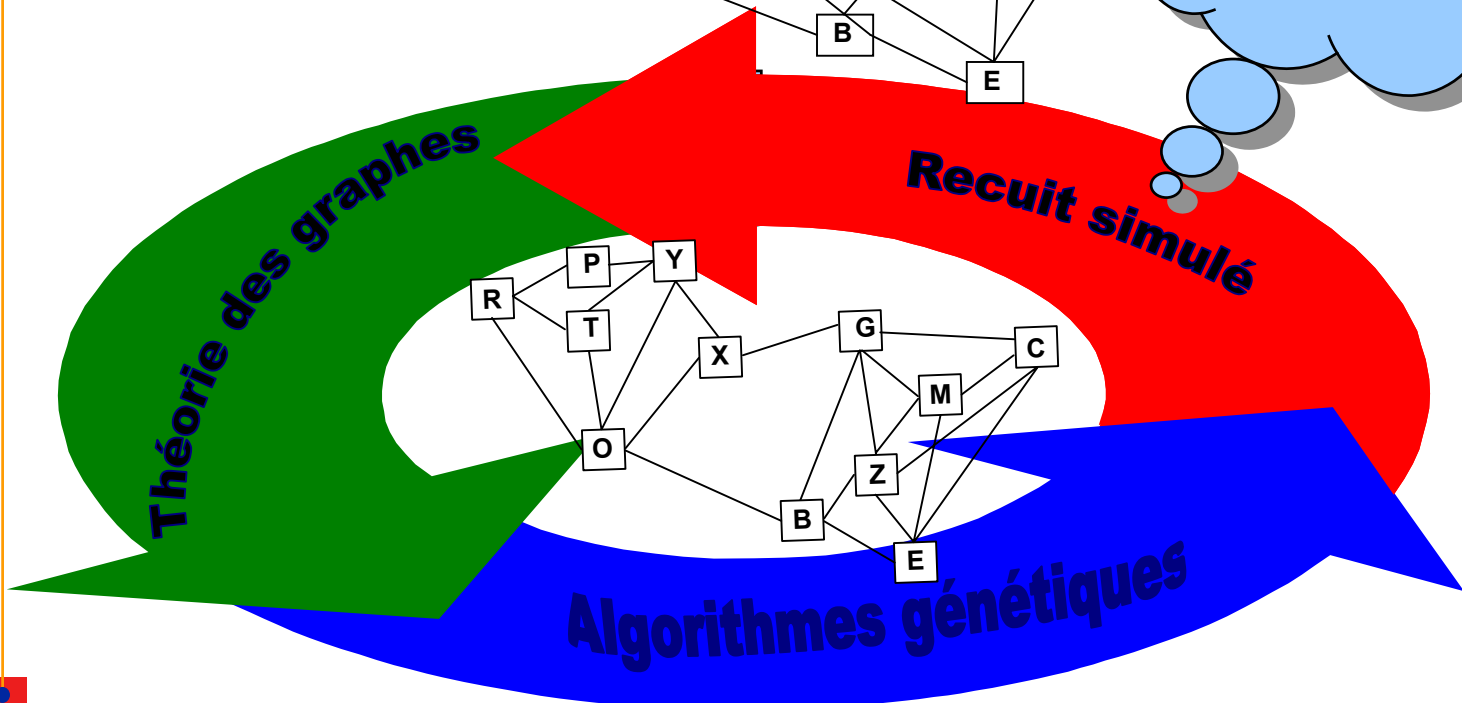 B
E
Théorie des graphes
Recuit simulé
P
Y
R
T
X
G
C
M
O
Z
B
E
Algorithmes génétiques